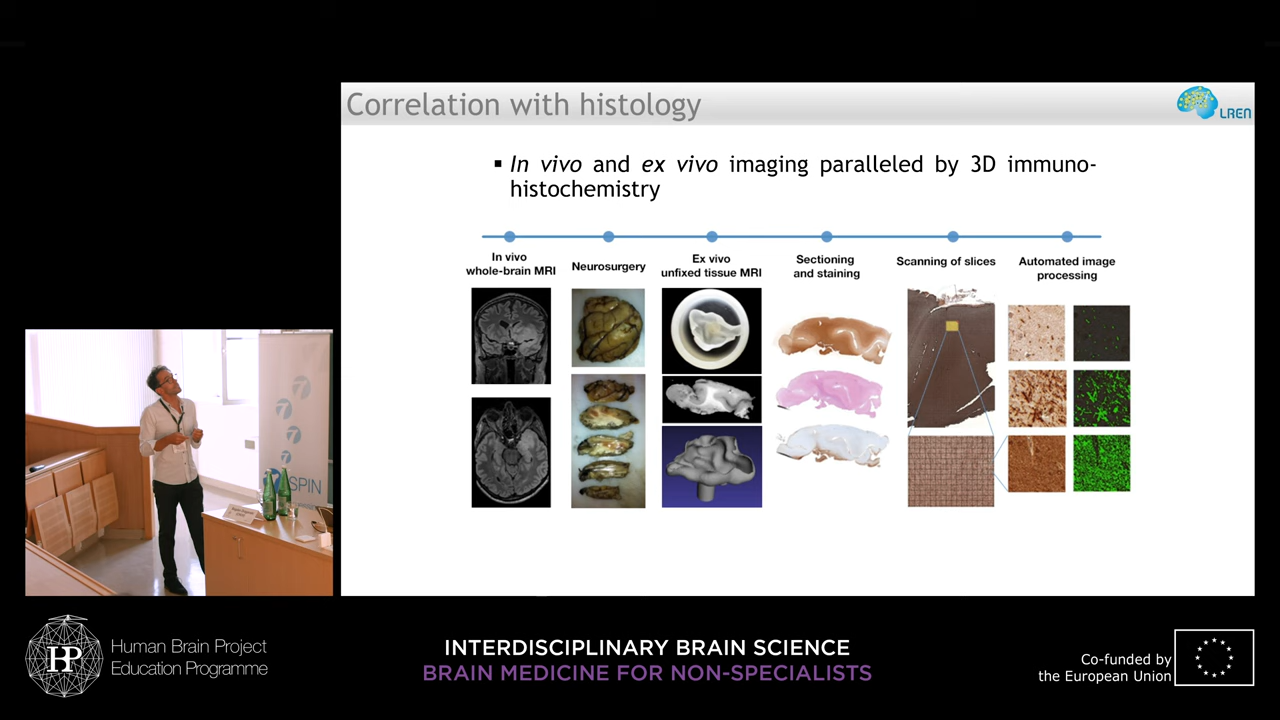 Correlation with histology
LREN
▪ In vivo and ex vivo imaging paralleled by 3D immuno-
histochemistry
In vivo
whole-brain MRI
Neurosurgery
Ex vivo
unfixed tissue MRI
Sectioning
and staining
Scanning of slices
Automated image
processing
SPIN
HBP
Human Brain Project
Education Programme
INTERDISCIPLINARY BRAIN SCIENCE
BRAIN MEDICINE FOR NON-SPECIALISTS
Co-funded by
the European Union